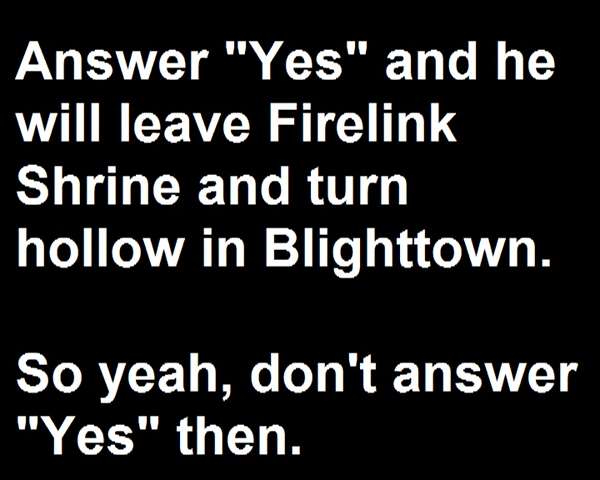 Answer "Yes" and he
will leave Firelink
Shrine and turn
hollow in Blighttown.
So yeah, don't answer
"Yes" then.